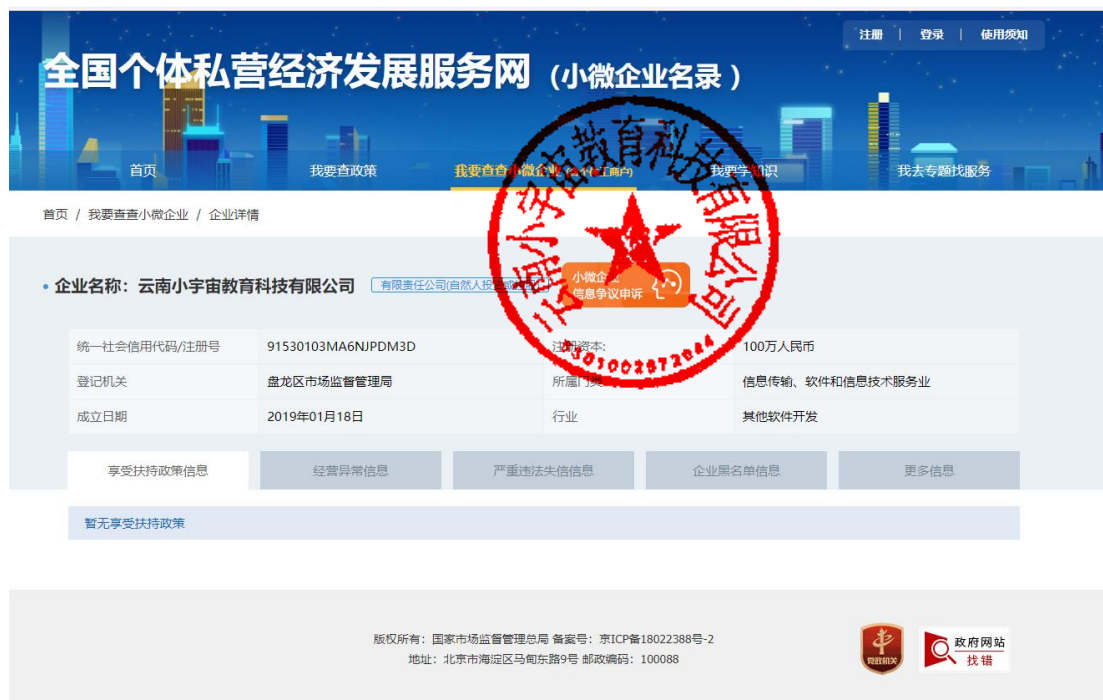 注册 | 登录 | 使用须知
全国个体私营经济发展服务网 (小微企业名录)
首页 我要查政策 我要查查小微企业 我要学知识 我去专题找服务
首页 / 我要查查小微企业 / 企业详情
云南小宇宙教育科技有限公司
企业名称：云南小宇宙教育科技有限公司 有限责任公司(自然人投
小微企业
信息争议申诉
统一社会信用代码/注册号 91530103MA6NJPDM3D 注册资本: 100万人民币
登记机关 盘龙区市场监督管理局 所属门类 信息传输、软件和信息技术服务业
成立日期 2019年01月18日 行业 其他软件开发
享受扶持政策信息 经营异常信息 严重违法失信信息 企业黑名单信息 更多信息
暂无享受扶持政策
版权所有：国家市场监督管理总局 备案号：京ICP备18022388号-2
地址：北京市海淀区马甸东路9号 邮政编码：100088
党政机关
政府网站
找错